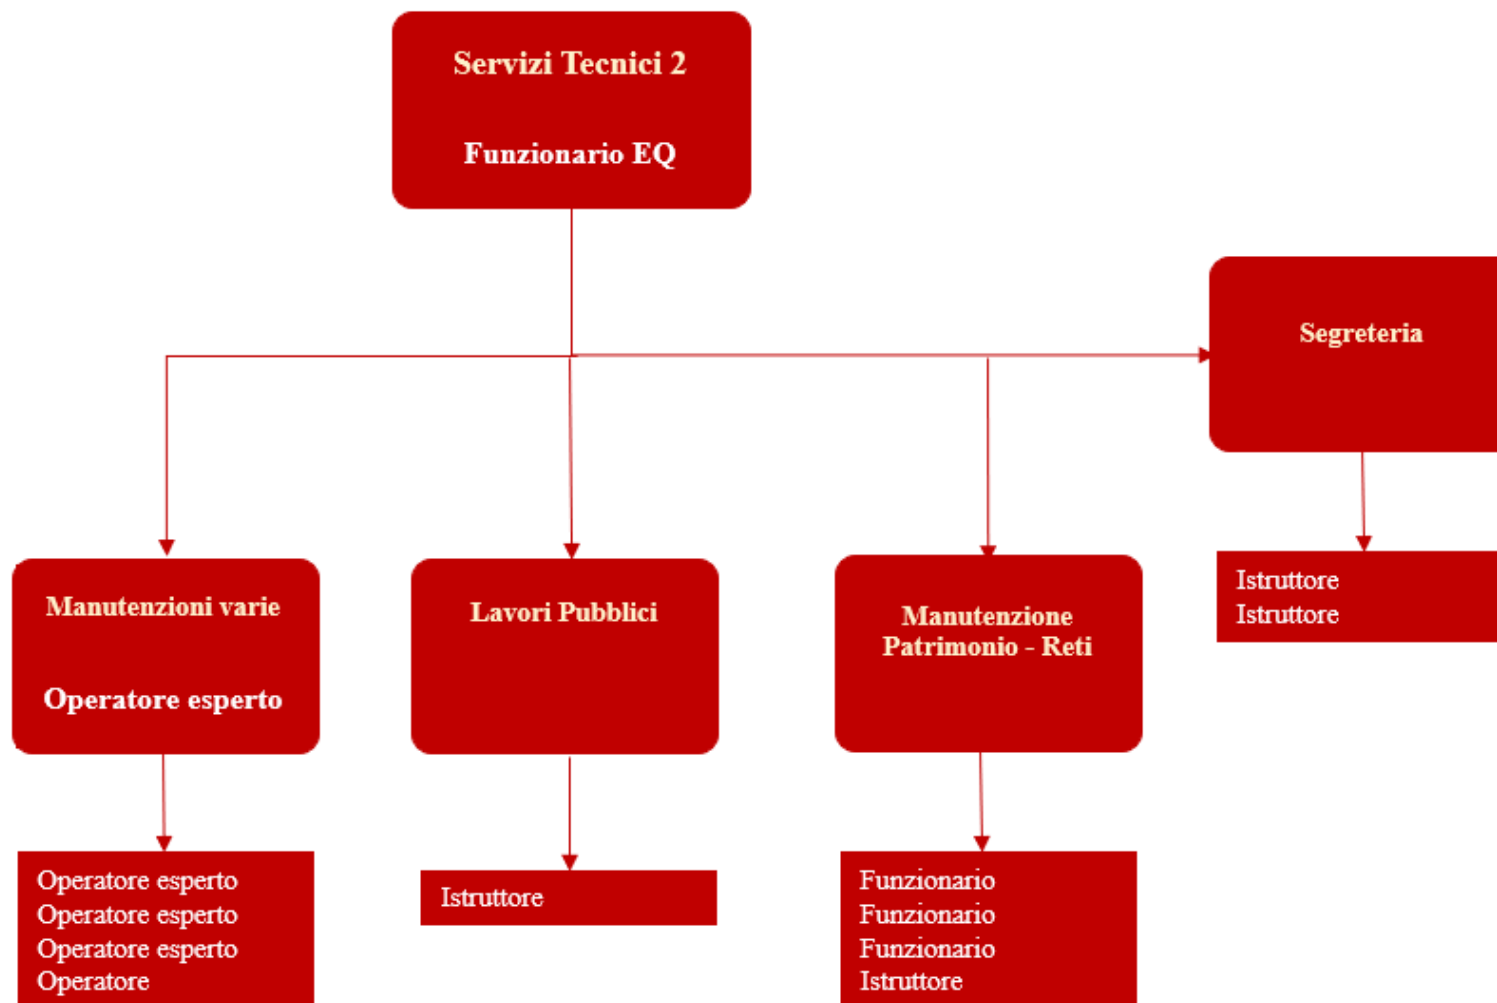 Servizi Tecnici 2
Funzionario EQ
Segreteria
Istruttore
Istruttore
Manutenzioni varie
Operatore esperto
Operatore esperto
Operatore esperto
Operatore esperto
Operatore
Lavori Pubblici
Istruttore
Manutenzione
Patrimonio - Reti
Funzionario
Funzionario
Funzionario
Istruttore